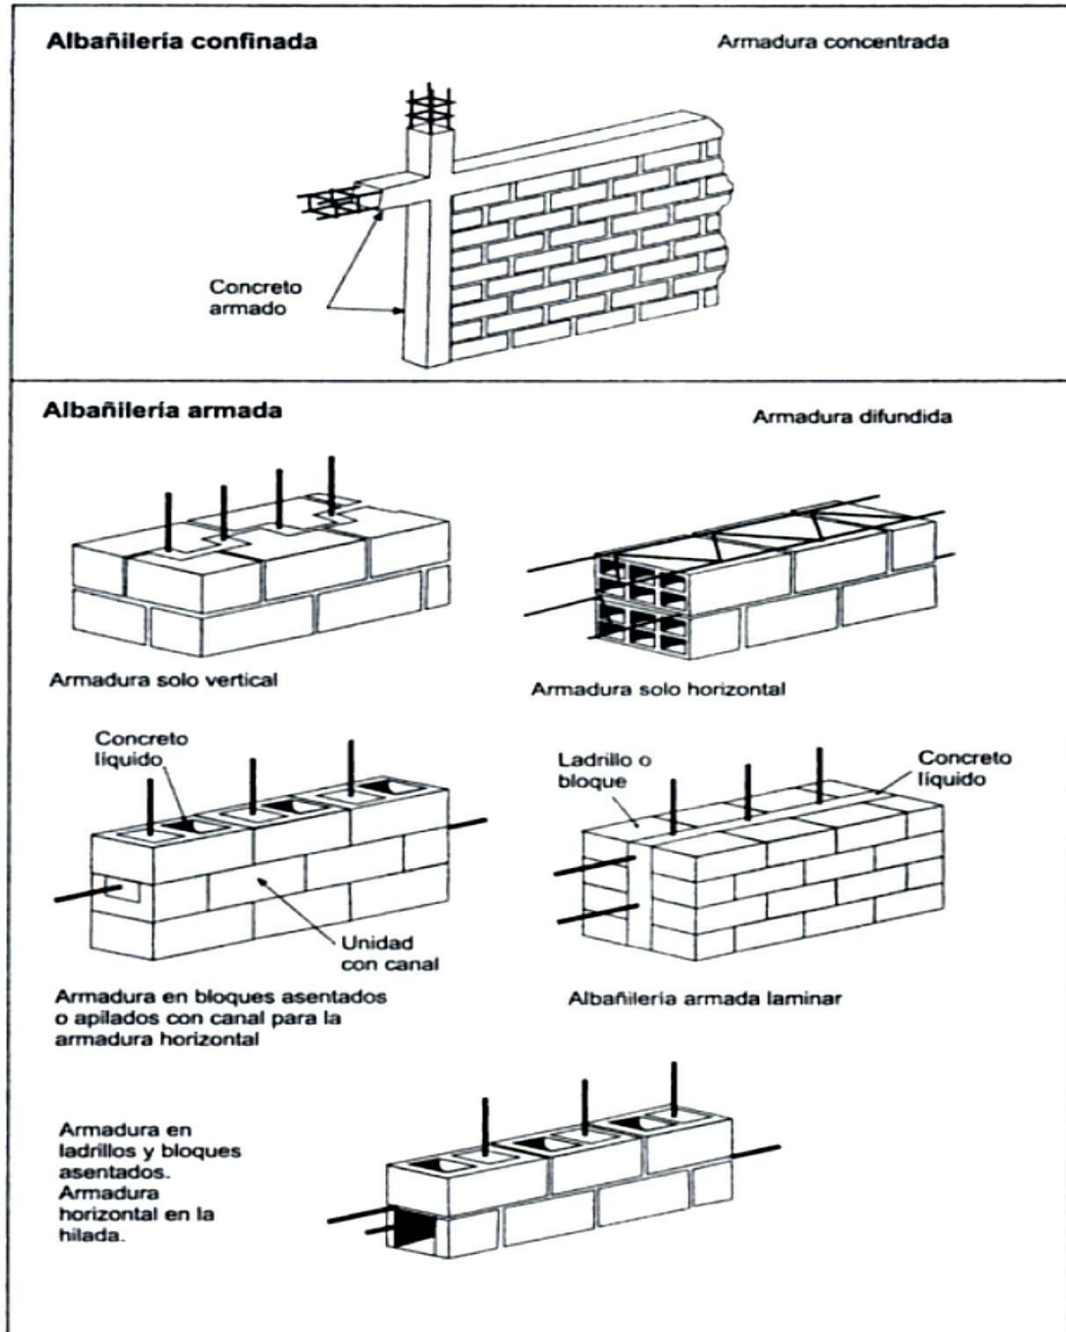 Albañilería confinada
Armadura concentrada
Concreto
armado
Albañilería armada
Armadura difundida
Armadura solo vertical
Armadura solo horizontal
Concreto
líquido
Unidad
con canal
Armadura en bloques asentados
o apilados con canal para la
armadura horizontal
Ladrillo o
bloque
Concreto
líquido
Albañilería armada laminar
Armadura en
ladrillos y bloques
asentados.
Armadura
horizontal en la
hilada.